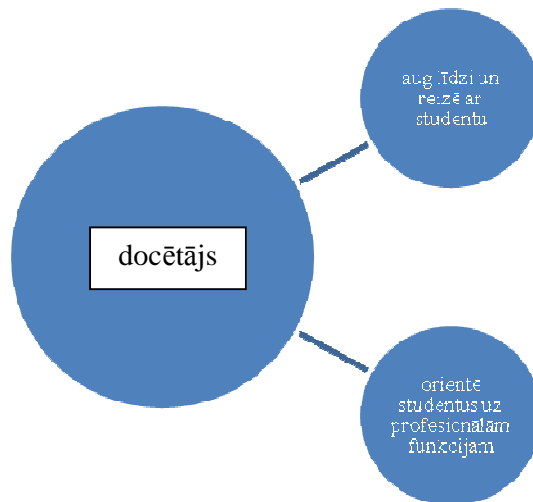 aug līdzi un
reizē ar
studentu
docētājs
orientē
studentus uz
profesionālām
funkcijām